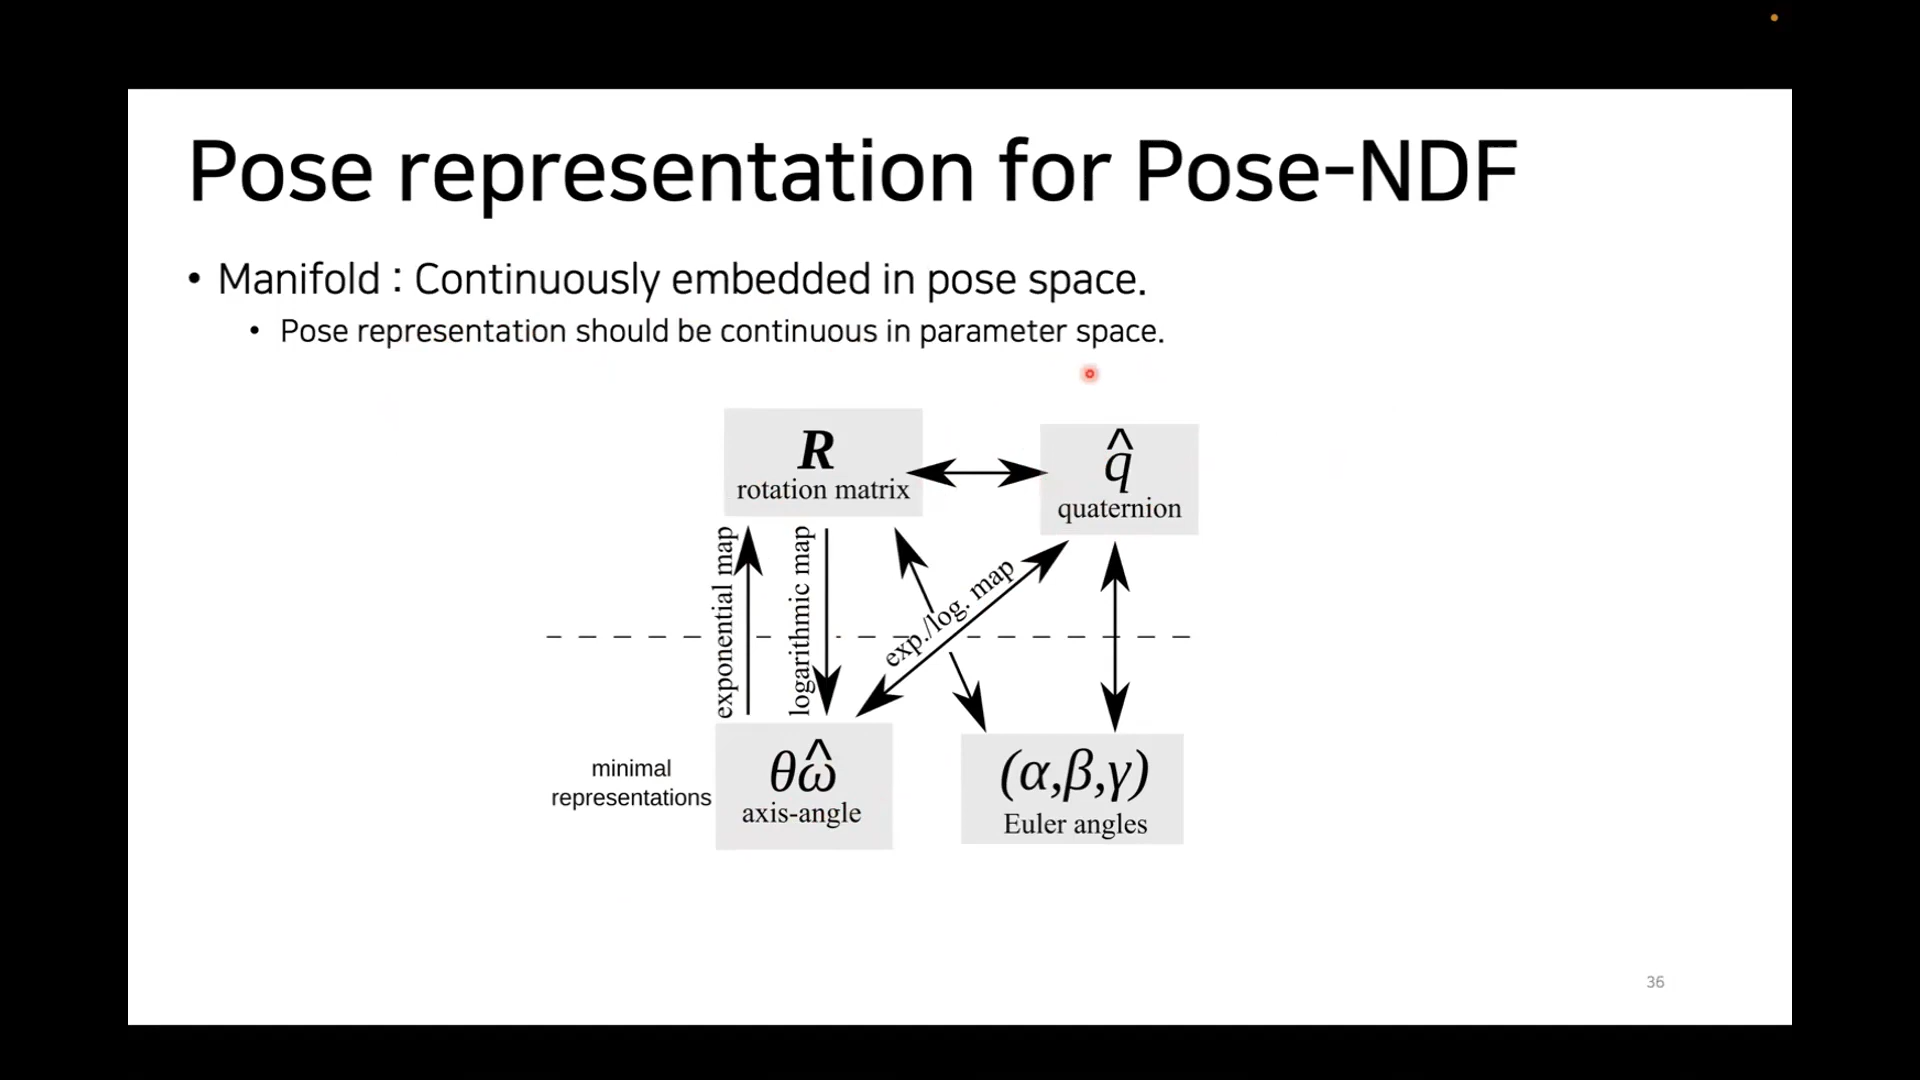 Pose representation for Pose-NDF
• Manifold : Continuously embedded in pose space.
• Pose representation should be continuous in parameter space.
R
rotation matrix
q̂
quaternion
exponential map
logarithmic map
exp./log. map
minimal
representations
θω̂
axis-angle
(α,β,γ)
Euler angles
36